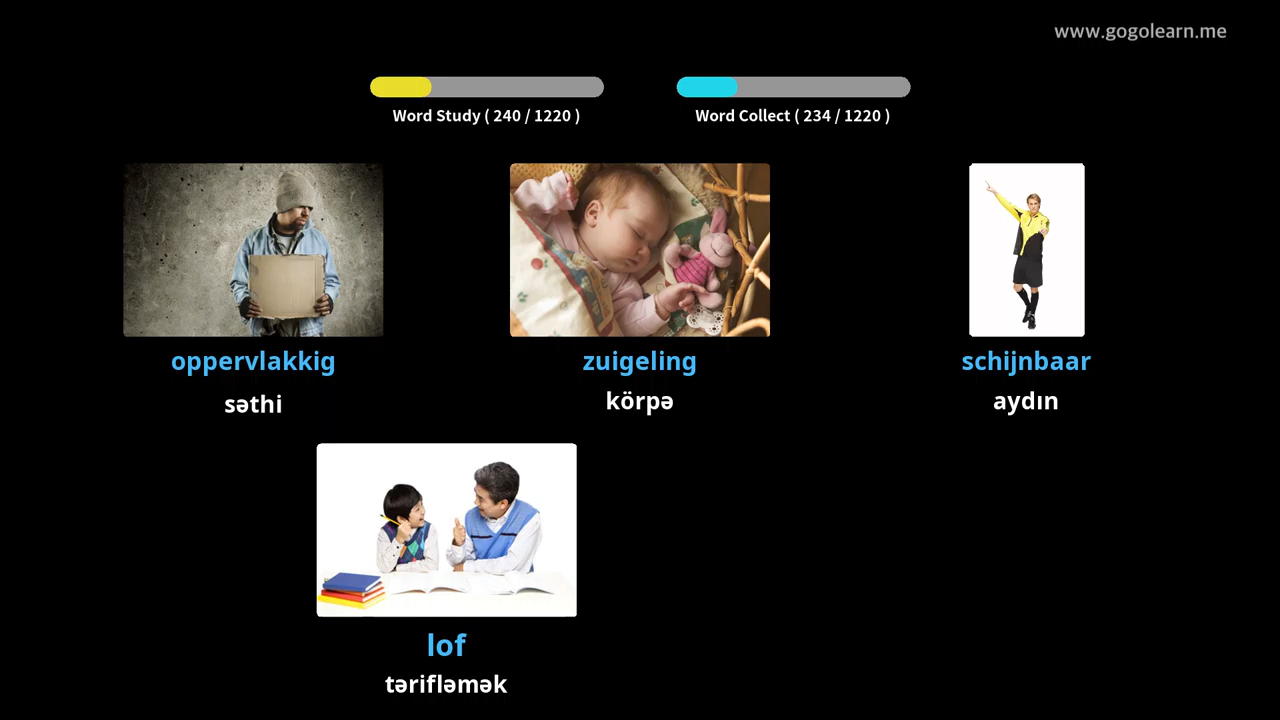 www.gogolearn.me
Word Study ( 240 / 1220 )
Word Collect ( 234 / 1220 )
oppervlakkig
səthi
zuigeling
körpə
schijnbaar
aydın
lof
tərifləmək